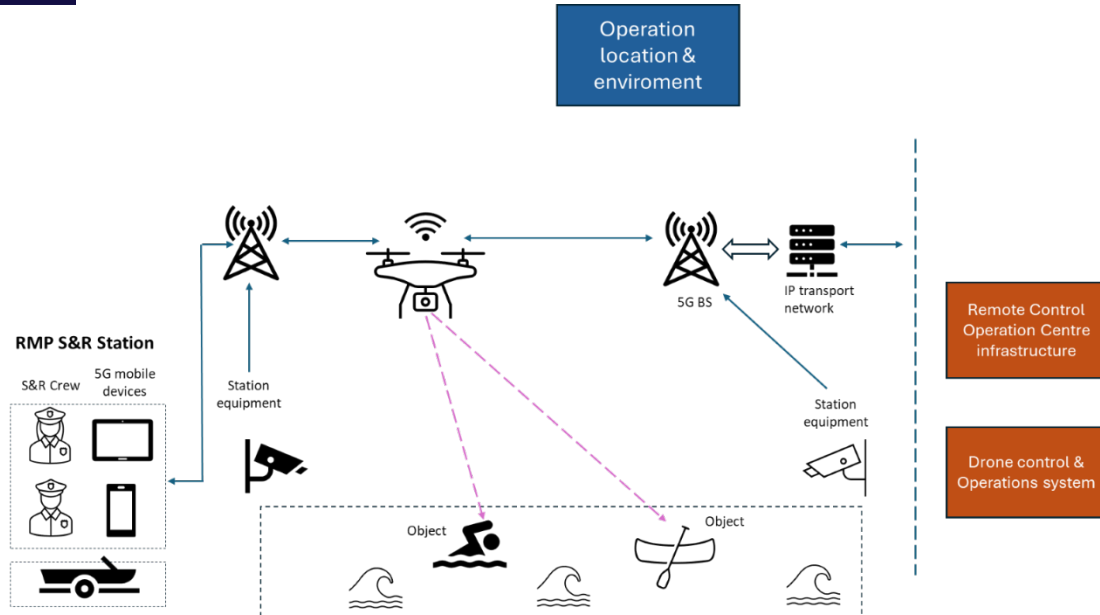 Operation
location &
enviroment
5G BS
IP transport
network
Remote Control
Operation Centre
infrastructure
RMP S&R Station
S&R Crew
5G mobile
devices
Station
equipment
Station
equipment
Drone control &
Operations system
Object
Object